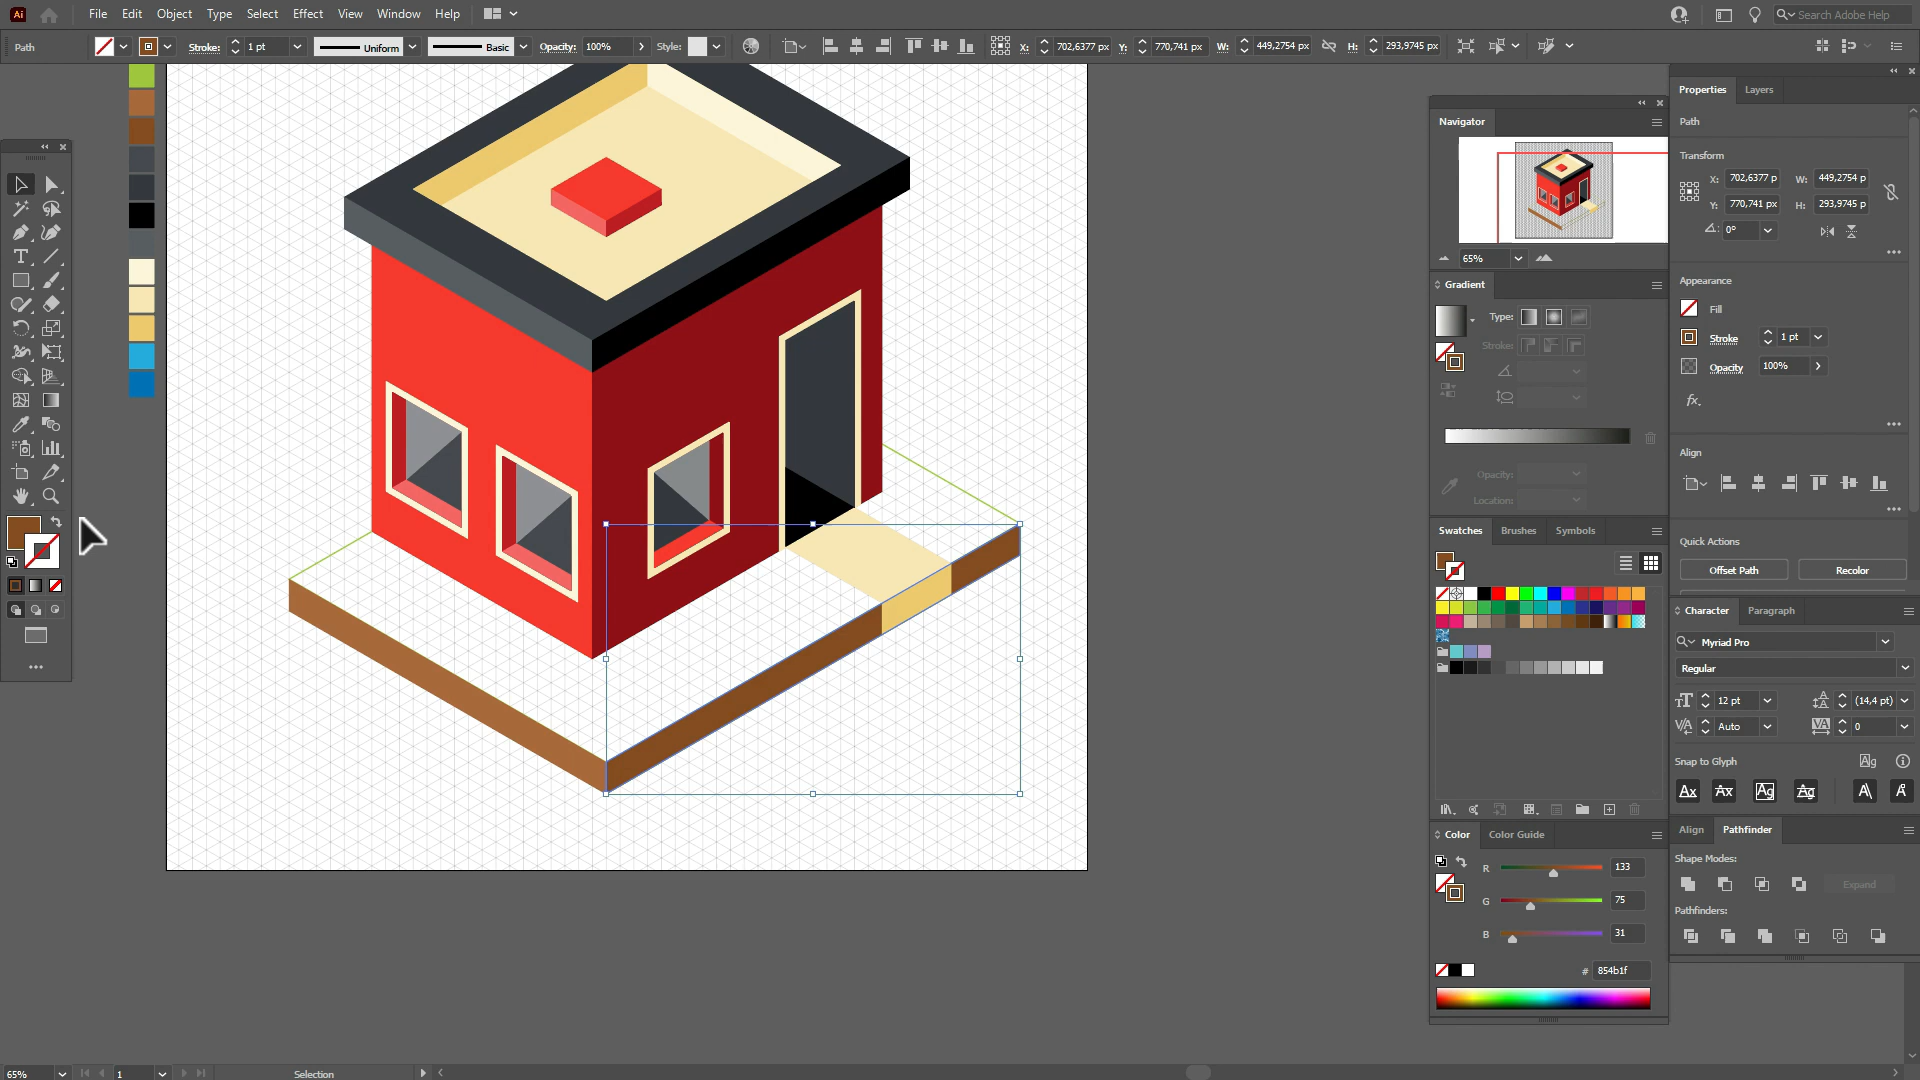 Ai File Edit Object Type Select Effect View Window Help Search Adobe Help
Path Stroke: 1 pt Uniform Basic Opacity: 100% Style: X: 702,6377 px Y: 770,741 px W: 449,2754 px H: 293,9745 px
Navigator
65%
Gradient
Type:
Stroke:
Opacity:
Location:
Swatches Brushes Symbols
Color Color Guide
R 133
G 75
B 31
# 854b1f
Properties Layers
Path
Transform
X: 702,6377 p W: 449,2754 p
Y: 770,741 px H: 293,9745 p
0°
Appearance
Fill
Stroke 1 pt
Opacity 100%
fx.
Align
Quick Actions
Offset Path Recolor
Character Paragraph
Myriad Pro
Regular
12 pt (14,4 pt)
Auto 0
Snap to Glyph
Align Pathfinder
Shape Modes:
Expand
Pathfinders:
65% 1 Selection